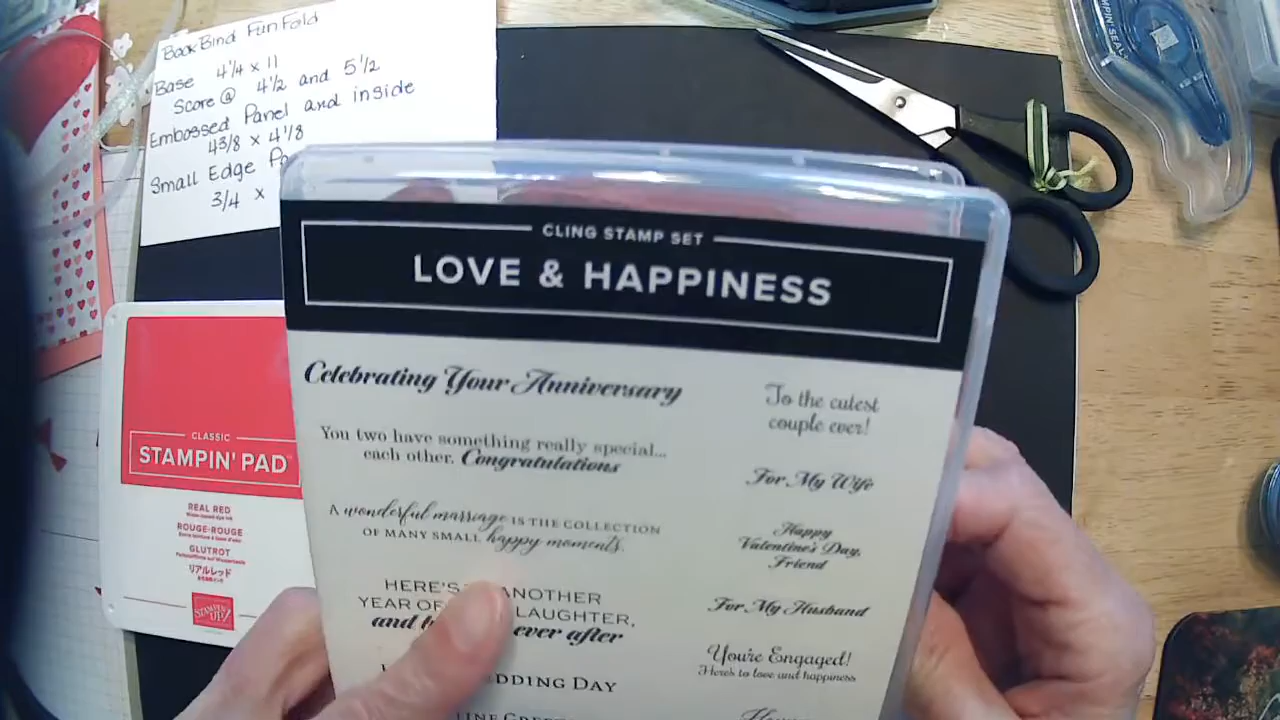 BookBind FunFold
Base 4 1/4 x 11
Score @ 4 1/2 and 5 1/2
Embossed Panel and inside
4 3/8 x 4 1/8
Small Edge
3/4 x
CLING STAMP SET
LOVE & HAPPINESS
Celebrating Your Anniversary
You two have something really special...
each other. Congratulations
A wonderful marriage IS THE COLLECTION
OF MANY SMALL happy moments.
HERE'S ANOTHER
YEAR OF LAUGHTER,
and ever after
DAY
To the cutest
couple ever!
For My Wife
Happy
Valentine's Day,
Friend
For My Husband
You're Engaged!
Here's to love and happiness
CLASSIC
STAMPIN' PAD
REAL RED
ROUGE-ROUGE
GLUTROT
リアルレッド
STAMPIN' UP!
STAMPIN' SEAL